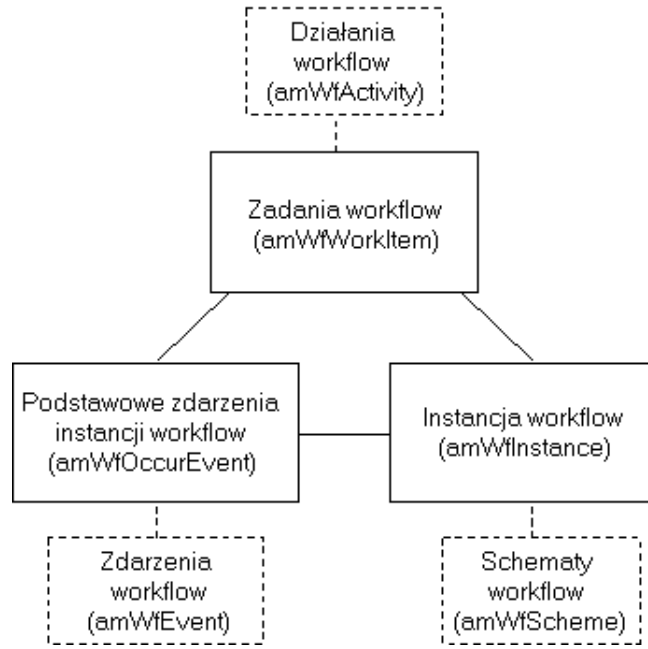 Działania
workflow
(amWfActivity)
Zadania workflow
(amWfWorkItem)
Podstawowe zdarzenia
instancji workflow
(amWfOccurEvent)
Instancja workflow
(amWfInstance)
Zdarzenia
workflow
(amWfEvent)
Schematy
workflow
(amWfScheme)